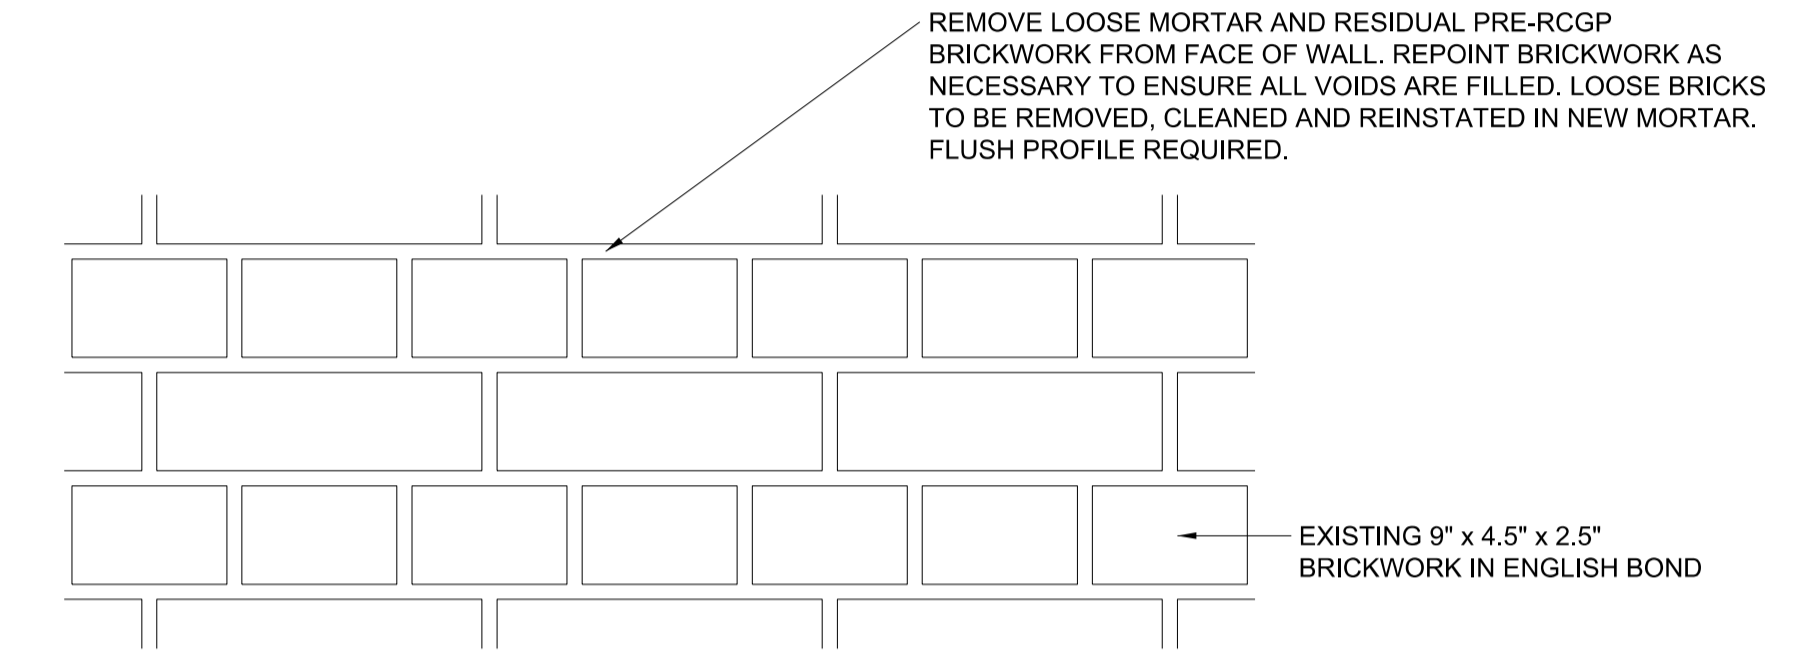 REMOVE LOOSE MORTAR AND RESIDUAL PRE-RCGP
BRICKWORK FROM FACE OF WALL. REPOINT BRICKWORK AS
NECESSARY TO ENSURE ALL VOIDS ARE FILLED. LOOSE BRICKS
TO BE REMOVED, CLEANED AND REINSTATED IN NEW MORTAR.
FLUSH PROFILE REQUIRED.
EXISTING 9" x 4.5" x 2.5"
BRICKWORK IN ENGLISH BOND